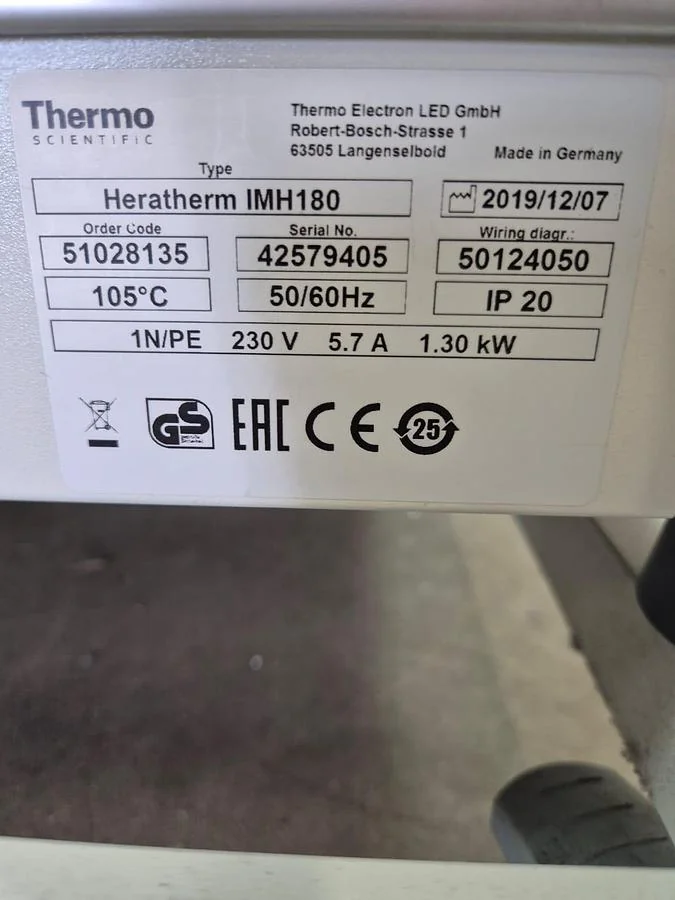 Thermo
SCIENTIFIC
Thermo Electron LED GmbH
Robert-Bosch-Strasse 1
63505 Langenselbold
Made in Germany
Type
Heratherm IMH180
2019/12/07
Order Code
Serial No.
Wiring diagr.:
51028135
42579405
50124050
105°C
50/60Hz
IP 20
1N/PE 230 V 5.7 A 1.30 kW
GS
EAC
CE
25